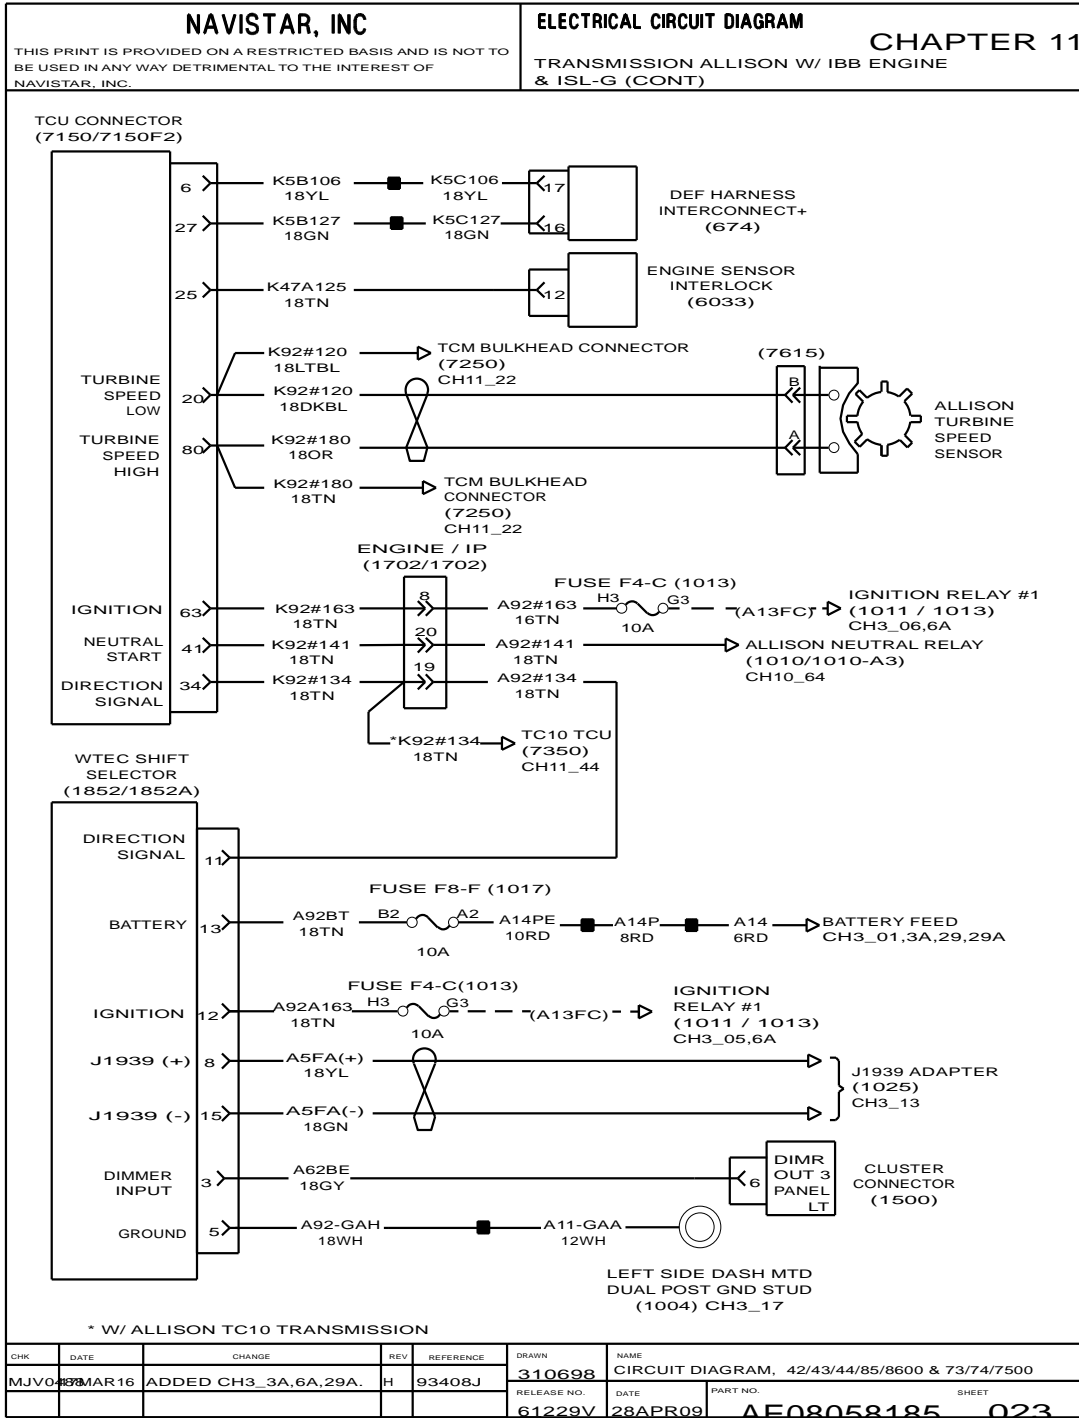 NAVISTAR, INC
THIS PRINT IS PROVIDED ON A RESTRICTED BASIS AND IS NOT TO
BE USED IN ANY WAY DETRIMENTAL TO THE INTEREST OF
NAVISTAR, INC.
ELECTRICAL CIRCUIT DIAGRAM
CHAPTER 11
TRANSMISSION ALLISON W/ IBB ENGINE
& ISL-G (CONT)
TCU CONNECTOR
(7150/7150F2)
6 K5B106 K5C106 17
18YL 18YL
27 K5B127 K5C127 16
18GN 18GN
DEF HARNESS
INTERCONNECT+
(674)
25 K47A125 12
18TN
ENGINE SENSOR
INTERLOCK
(6033)
K92#120
18LTBL
TCM BULKHEAD CONNECTOR
(7250)
CH11_22
(7615)
TURBINE
SPEED
LOW
20 K92#120 B
18DKBL
TURBINE
SPEED
HIGH
80 K92#180 A
18OR
ALLISON
TURBINE
SPEED
SENSOR
K92#180
18TN
TCM BULKHEAD
CONNECTOR
(7250)
CH11_22
ENGINE / IP
(1702/1702)
FUSE F4-C (1013)
IGNITION 63 K92#163 8 A92#163 H3 G3 (A13FC)
18TN 16TN 10A
IGNITION RELAY #1
(1011 / 1013)
CH3_06,6A
NEUTRAL
START
41 K92#141 20 A92#141
18TN 18TN
ALLISON NEUTRAL RELAY
(1010/1010-A3)
CH10_64
DIRECTION
SIGNAL
34 K92#134 19 A92#134
18TN 18TN
*K92#134
18TN
TC10 TCU
(7350)
CH11_44
WTEC SHIFT
SELECTOR
(1852/1852A)
DIRECTION
SIGNAL
11
FUSE F8-F (1017)
BATTERY 13 A92BT B2 A2 A14PE A14P A14
18TN 10A 10RD 8RD 6RD
BATTERY FEED
CH3_01,3A,29,29A
FUSE F4-C(1013)
IGNITION 12 A92A163 H3 G3 (A13FC)
18TN 10A
IGNITION
RELAY #1
(1011 / 1013)
CH3_05,6A
J1939 (+) 8 A5FA(+)
18YL
J1939 (-) 15 A5FA(-)
18GN
J1939 ADAPTER
(1025)
CH3_13
DIMMER
INPUT
3 A62BE 6
18GY
DIMR
OUT 3
PANEL
LT
CLUSTER
CONNECTOR
(1500)
GROUND 5 A92-GAH A11-GAA
18WH 12WH
LEFT SIDE DASH MTD
DUAL POST GND STUD
(1004) CH3_17
* W/ ALLISON TC10 TRANSMISSION
CHK DATE CHANGE REV REFERENCE
MAR16 ADDED CH3_3A,6A,29A. H 93408J
DRAWN
310698
NAME
CIRCUIT DIAGRAM, 42/43/44/85/8600 & 73/74/7500
RELEASE NO.
61229V
DATE
28APR09
PART NO.
AE08058185
SHEET
023